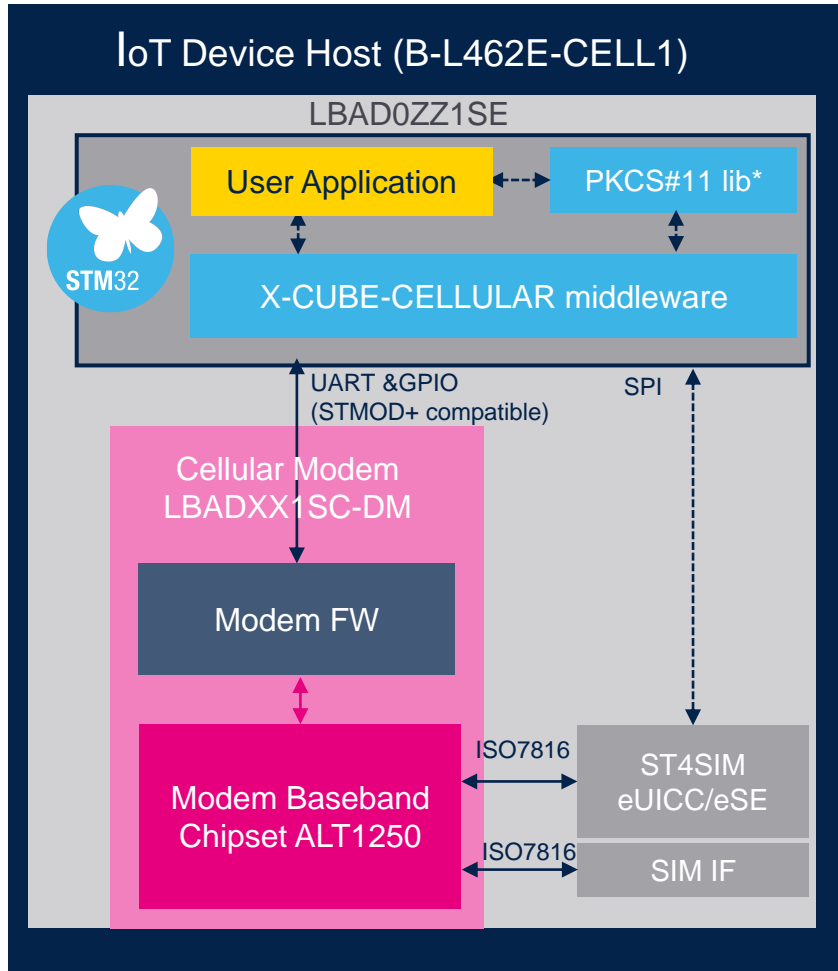 IoT Device Host (B-L462E-CELL1)
LBAD0ZZ1SE
User Application
PKCS#11 lib*
STM32
X-CUBE-CELLULAR middleware
UART &GPIO
(STMOD+ compatible)
SPI
Cellular Modem
LBADXX1SC-DM
Modem FW
Modem Baseband
Chipset ALT1250
ISO7816
ST4SIM
eUICC/eSE
ISO7816
SIM IF